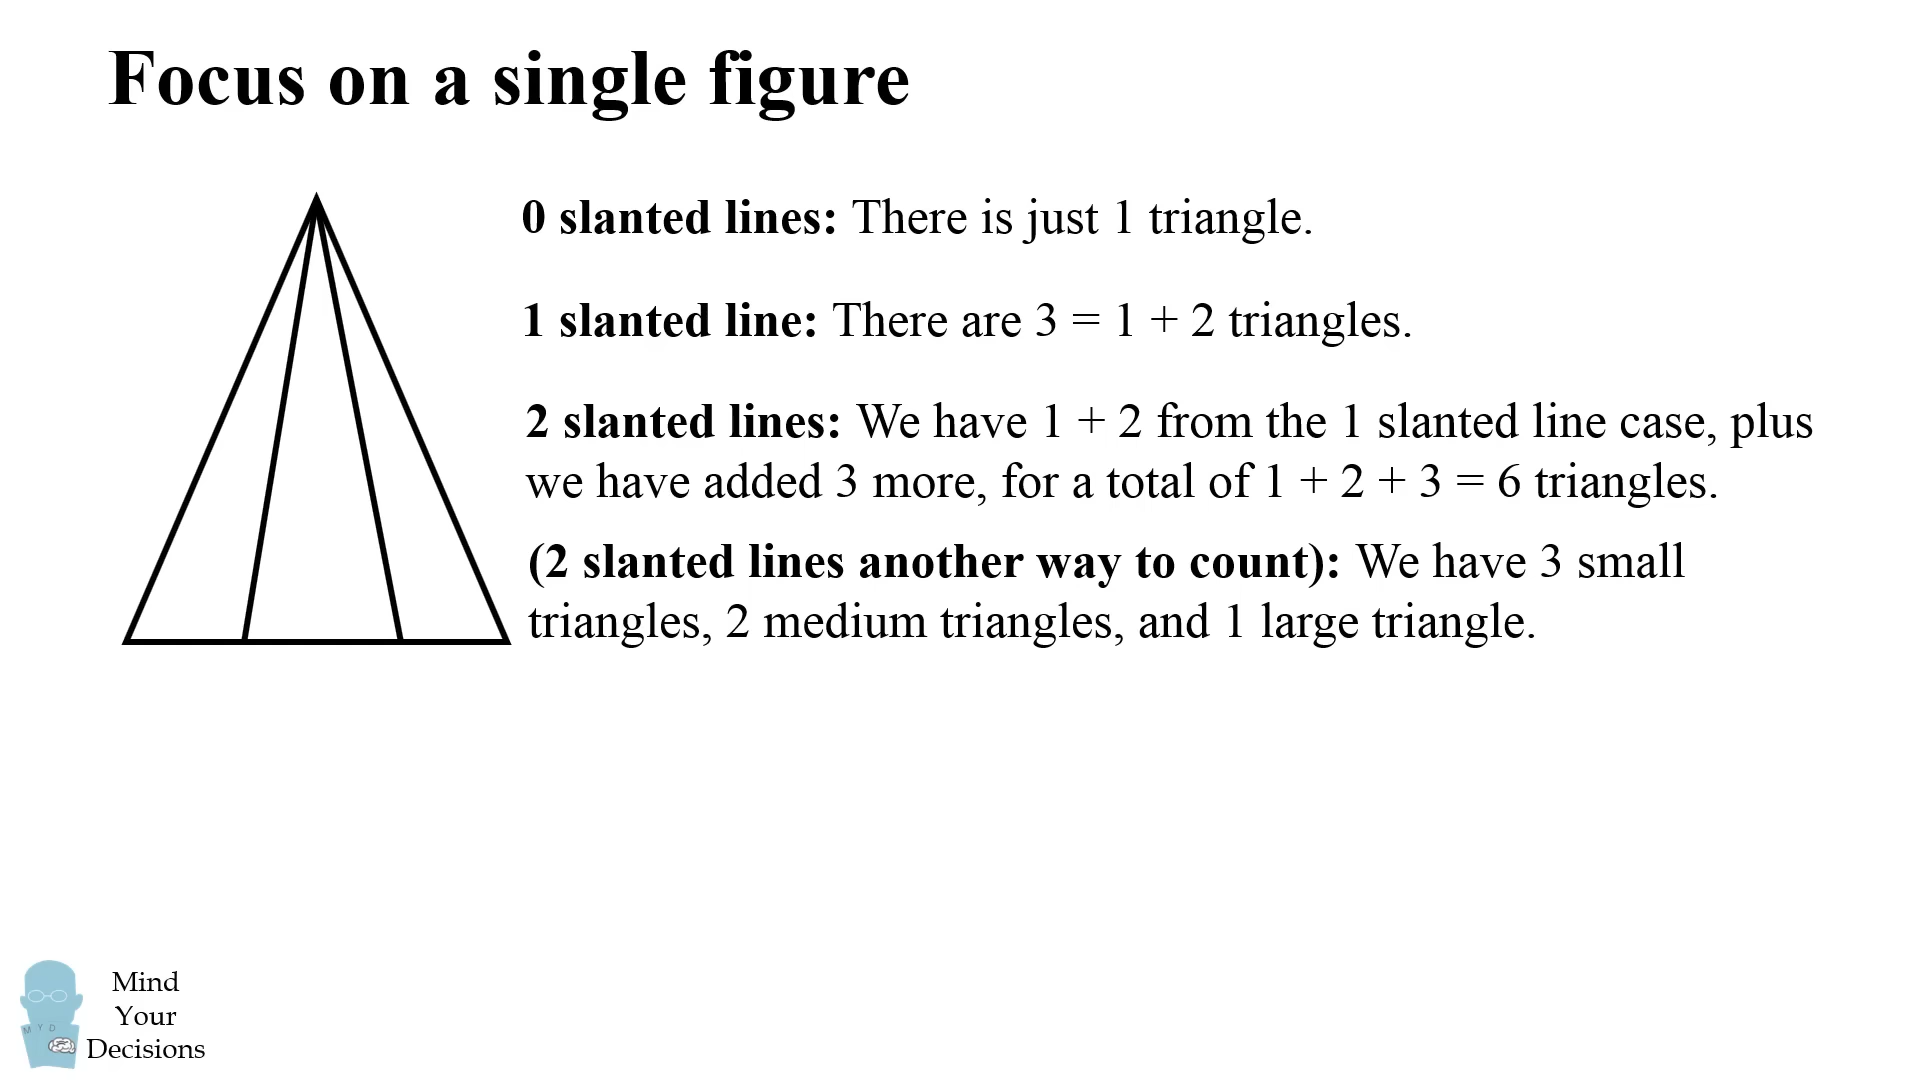 Focus on a single figure
0 slanted lines: There is just 1 triangle.
1 slanted line: There are 3 = 1 + 2 triangles.
2 slanted lines: We have 1 + 2 from the 1 slanted line case, plus
we have added 3 more, for a total of 1 + 2 + 3 = 6 triangles.
(2 slanted lines another way to count): We have 3 small
triangles, 2 medium triangles, and 1 large triangle.
M Y D
Mind
Your
Decisions